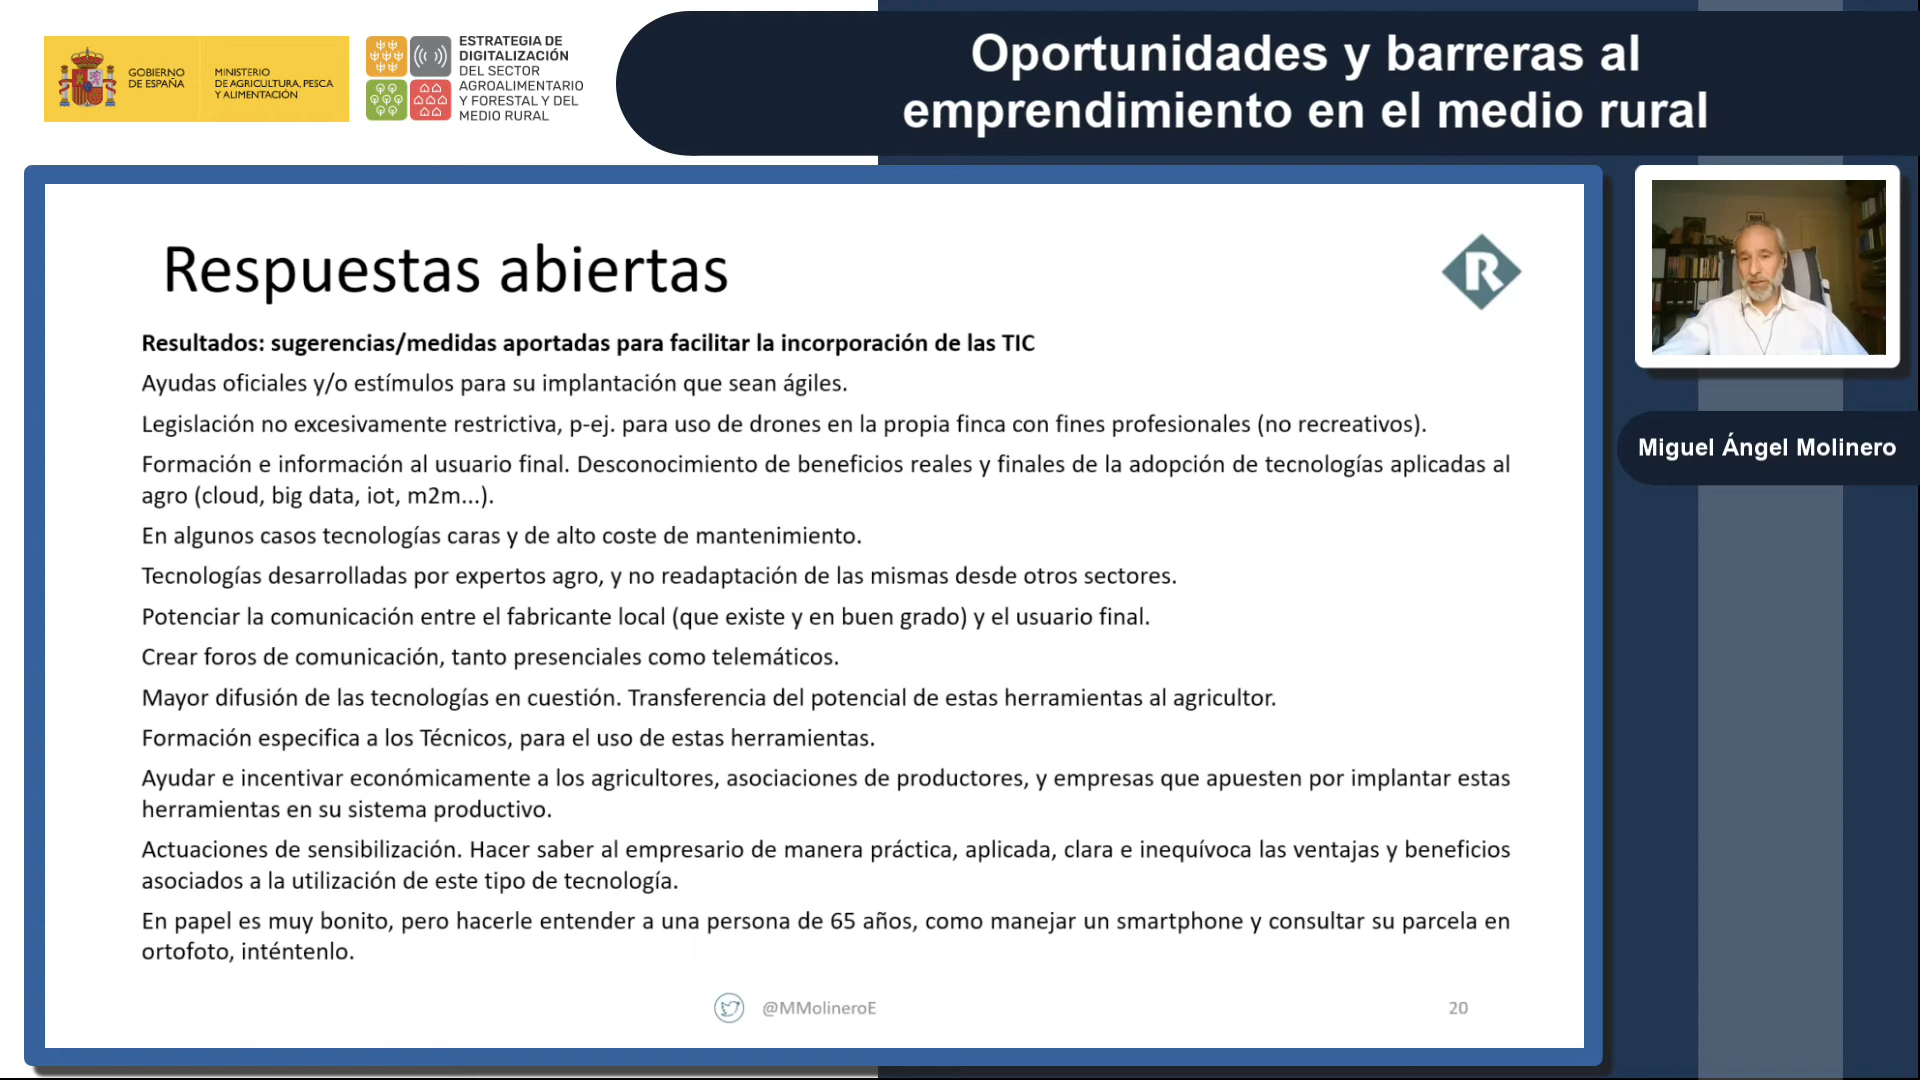 GOBIERNO
DE ESPAÑA
MINISTERIO
DE AGRICULTURA, PESCA
Y ALIMENTACIÓN
ESTRATEGIA DE
DIGITALIZACIÓN
DEL SECTOR
AGROALIMENTARIO
Y FORESTAL Y DEL
MEDIO RURAL
Oportunidades y barreras al
emprendimiento en el medio rural
Respuestas abiertas
R
Resultados: sugerencias/medidas aportadas para facilitar la incorporación de las TIC
Ayudas oficiales y/o estímulos para su implantación que sean ágiles.
Legislación no excesivamente restrictiva, p-ej. para uso de drones en la propia finca con fines profesionales (no recreativos).
Formación e información al usuario final. Desconocimiento de beneficios reales y finales de la adopción de tecnologías aplicadas al
agro (cloud, big data, iot, m2m...).
En algunos casos tecnologías caras y de alto coste de mantenimiento.
Tecnologías desarrolladas por expertos agro, y no readaptación de las mismas desde otros sectores.
Potenciar la comunicación entre el fabricante local (que existe y en buen grado) y el usuario final.
Crear foros de comunicación, tanto presenciales como telemáticos.
Mayor difusión de las tecnologías en cuestión. Transferencia del potencial de estas herramientas al agricultor.
Formación especifica a los Técnicos, para el uso de estas herramientas.
Ayudar e incentivar económicamente a los agricultores, asociaciones de productores, y empresas que apuesten por implantar estas
herramientas en su sistema productivo.
Actuaciones de sensibilización. Hacer saber al empresario de manera práctica, aplicada, clara e inequívoca las ventajas y beneficios
asociados a la utilización de este tipo de tecnología.
En papel es muy bonito, pero hacerle entender a una persona de 65 años, como manejar un smartphone y consultar su parcela en
ortofoto, inténtenlo.
@MMolineroE
20
Miguel Ángel Molinero